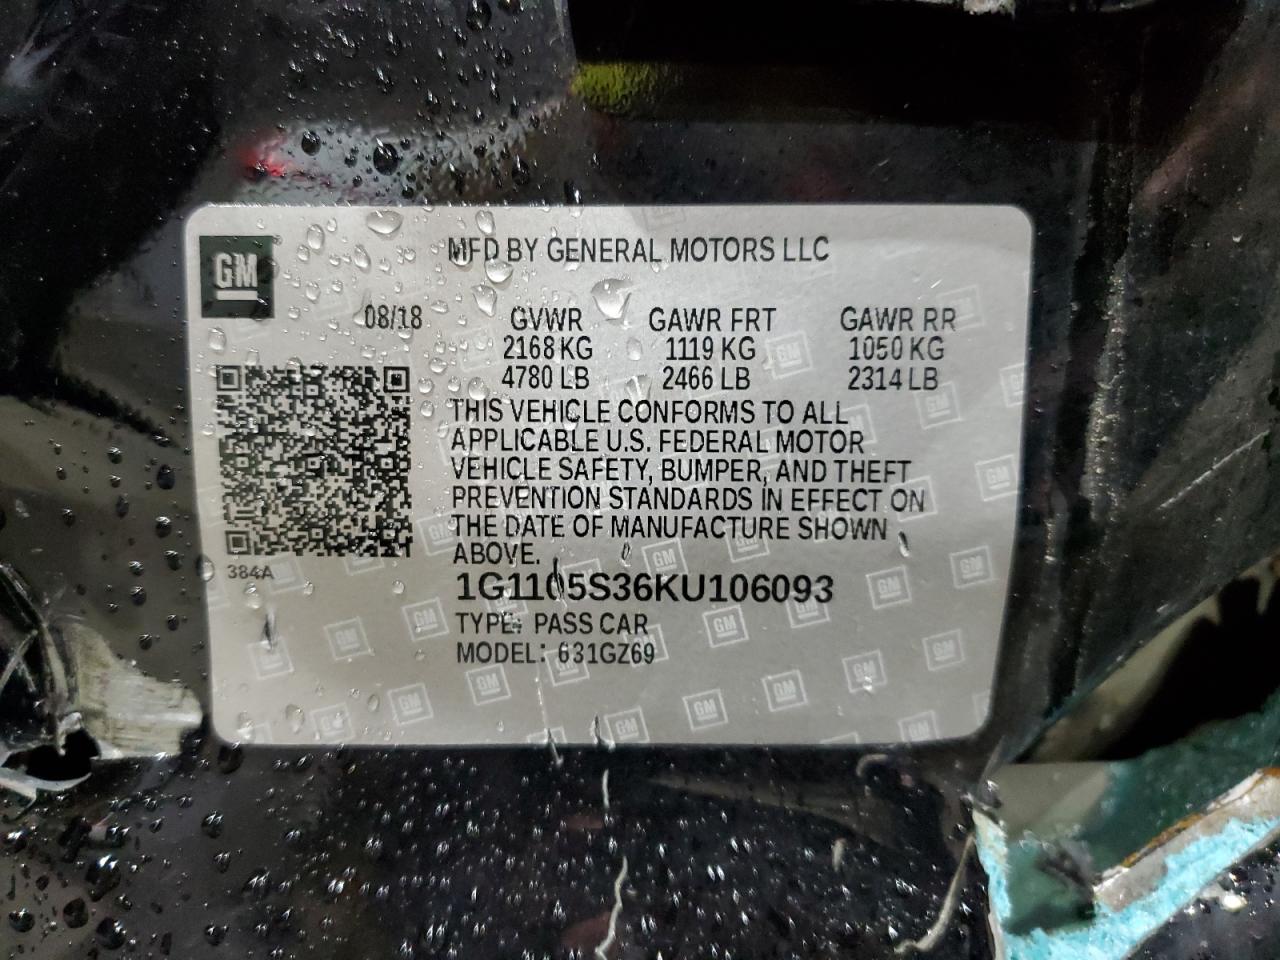 GM
MFD BY GENERAL MOTORS LLC
08/18 GVWR GAWR FRT GAWR RR
2168 KG 1119 KG 1050 KG
4780 LB 2466 LB 2314 LB
THIS VEHICLE CONFORMS TO ALL
APPLICABLE U.S. FEDERAL MOTOR
VEHICLE SAFETY, BUMPER, AND THEFT
PREVENTION STANDARDS IN EFFECT ON
THE DATE OF MANUFACTURE SHOWN
ABOVE.
384A
1G1105S36KU106093
TYPE: PASS CAR
MODEL: 631GZ69